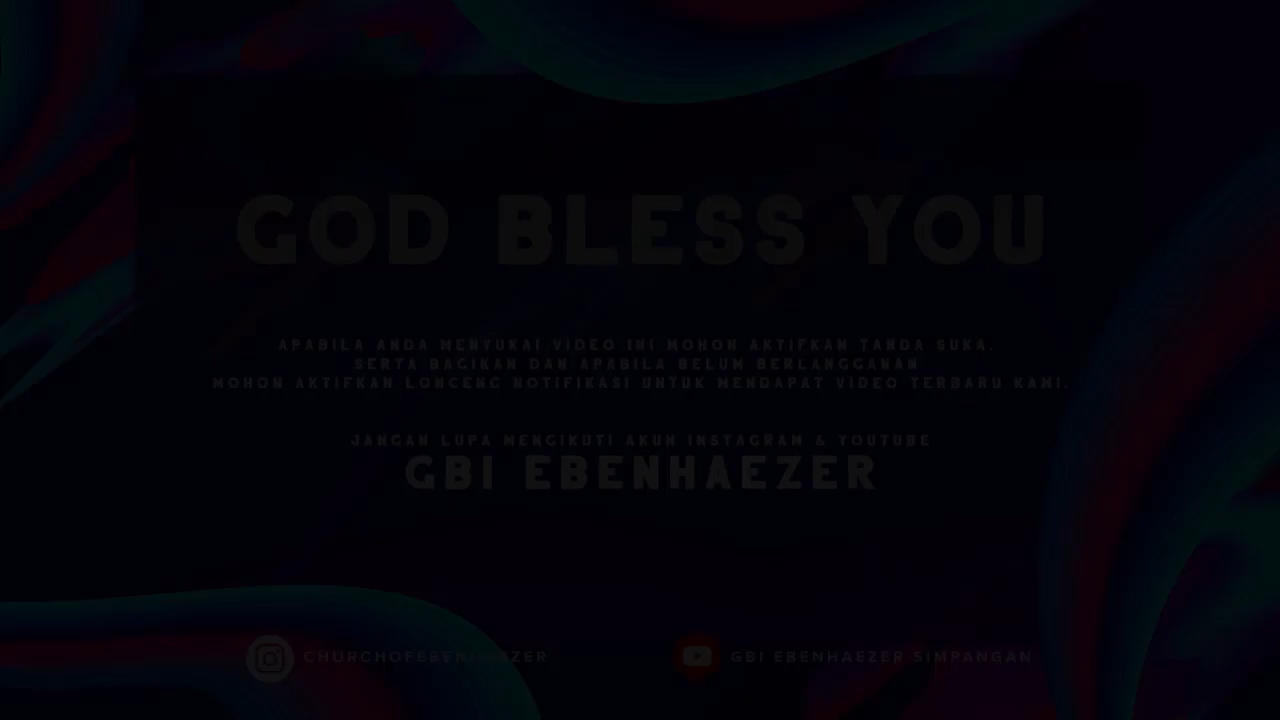 GOD BLESS YOU
APABILA ANDA MENYUKAI VIDEO INI MOHON AKTIFKAN TANDA SUKA,
SERTA BAGIKAN DAN APABILA BELUM BERLANGGANAN
MOHON AKTIFKAN LONCENG NOTIFIKASI UNTUK MENDAPAT VIDEO TERBARU KAMI.
JANGAN LUPA MENGIKUTI AKUN INSTAGRAM & YOUTUBE
GBI EBENHAEZER
CHURCHOFEBENHAEZER
GBI EBENHAEZER SIMPANGAN